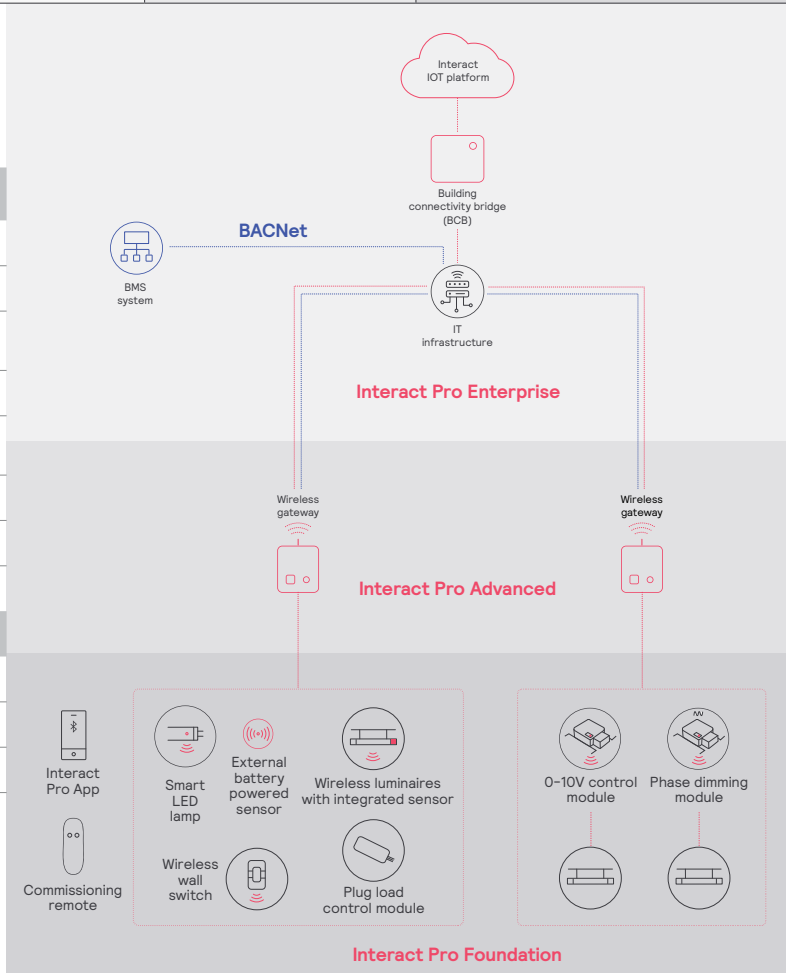 Interact
IOT platform
Building
connectivity bridge
(BCB)
BACNet
BMS
system
IT
infrastructure
Interact Pro Enterprise
Wireless
gateway
Wireless
gateway
Interact Pro Advanced
Interact
Pro App
Smart
LED
lamp
External
battery
powered
sensor
Wireless luminaires
with integrated sensor
0-10V control
module
Phase dimming
module
Commissioning
remote
Wireless
wall
switch
Plug load
control module
Interact Pro Foundation